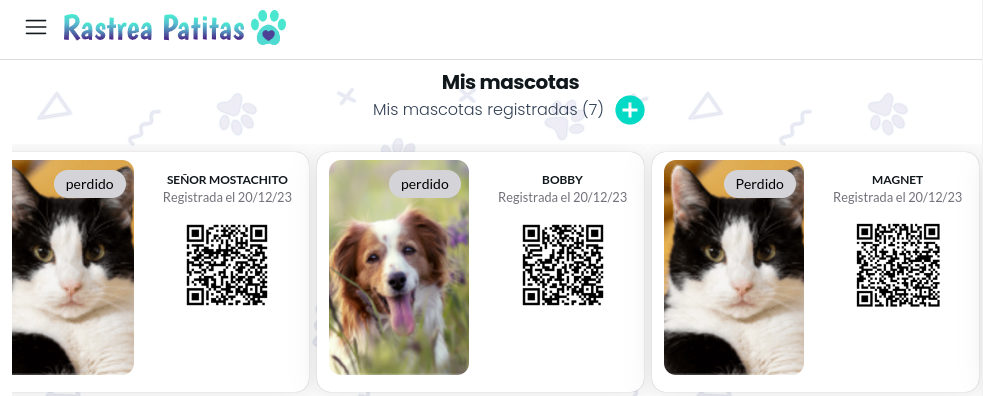 Rastrea Patitas
Mis mascotas
Mis mascotas registradas (7)
perdido
SEÑOR MOSTACHITO
Registrada el 20/12/23
perdido
BOBBY
Registrada el 20/12/23
Perdido
MAGNET
Registrada el 20/12/23